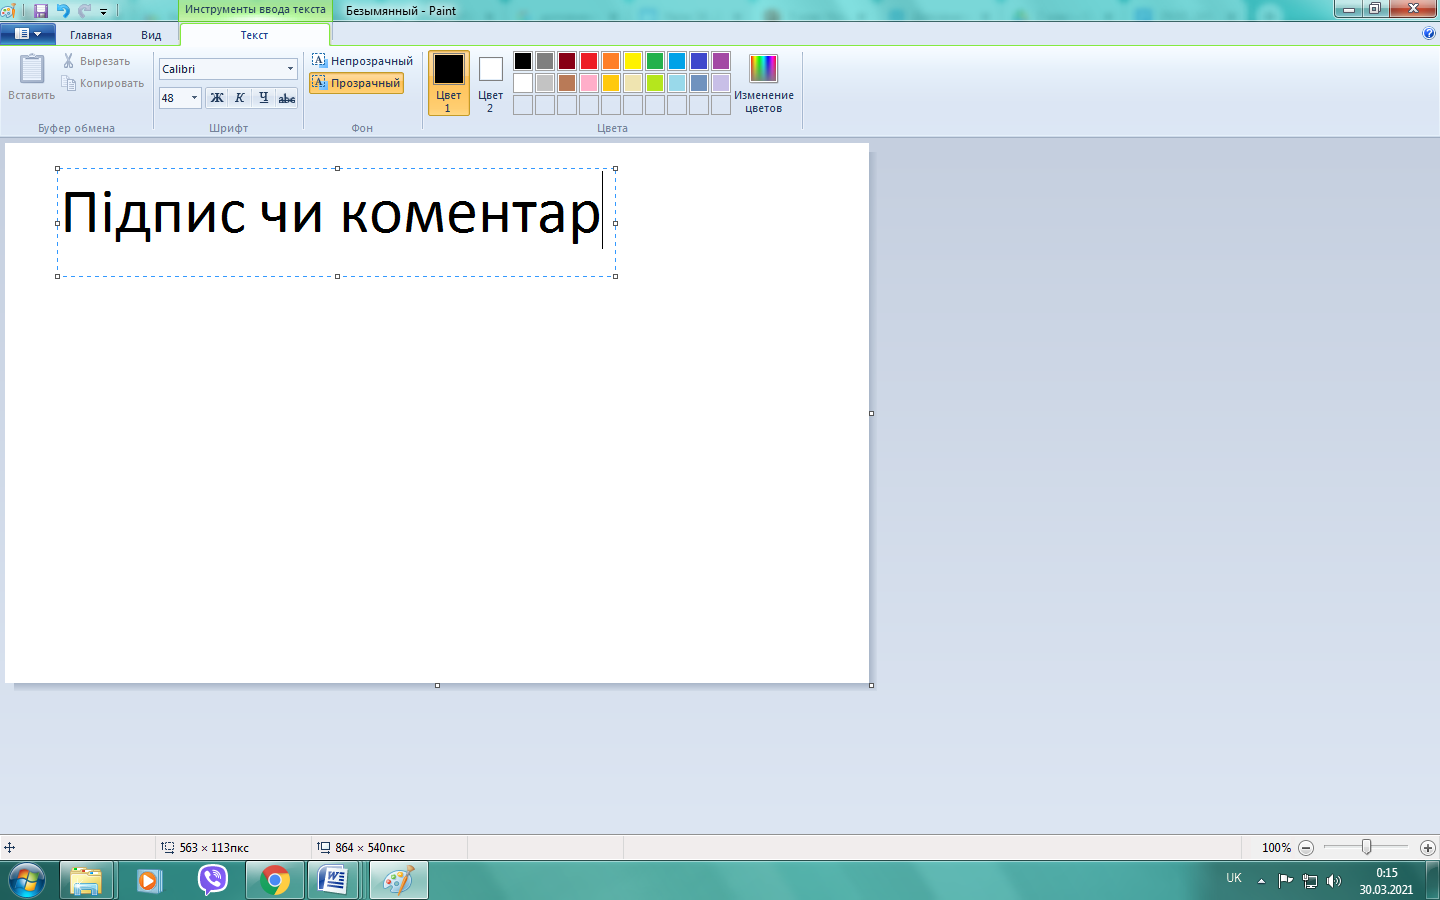 Инструменты ввода текста
Безымянный - Paint
Главная
Вид
Текст
Вставить
Вырезать
Копировать
Буфер обмена
Calibri
48
Ж К Ч abc
Шрифт
Непрозрачный
Прозрачный
Фон
Цвет
1
Цвет
2
Цвета
Изменение
цветов
Підпис чи коментар
563 × 113пкс
864 × 540пкс
100%
UK
0:15
30.03.2021